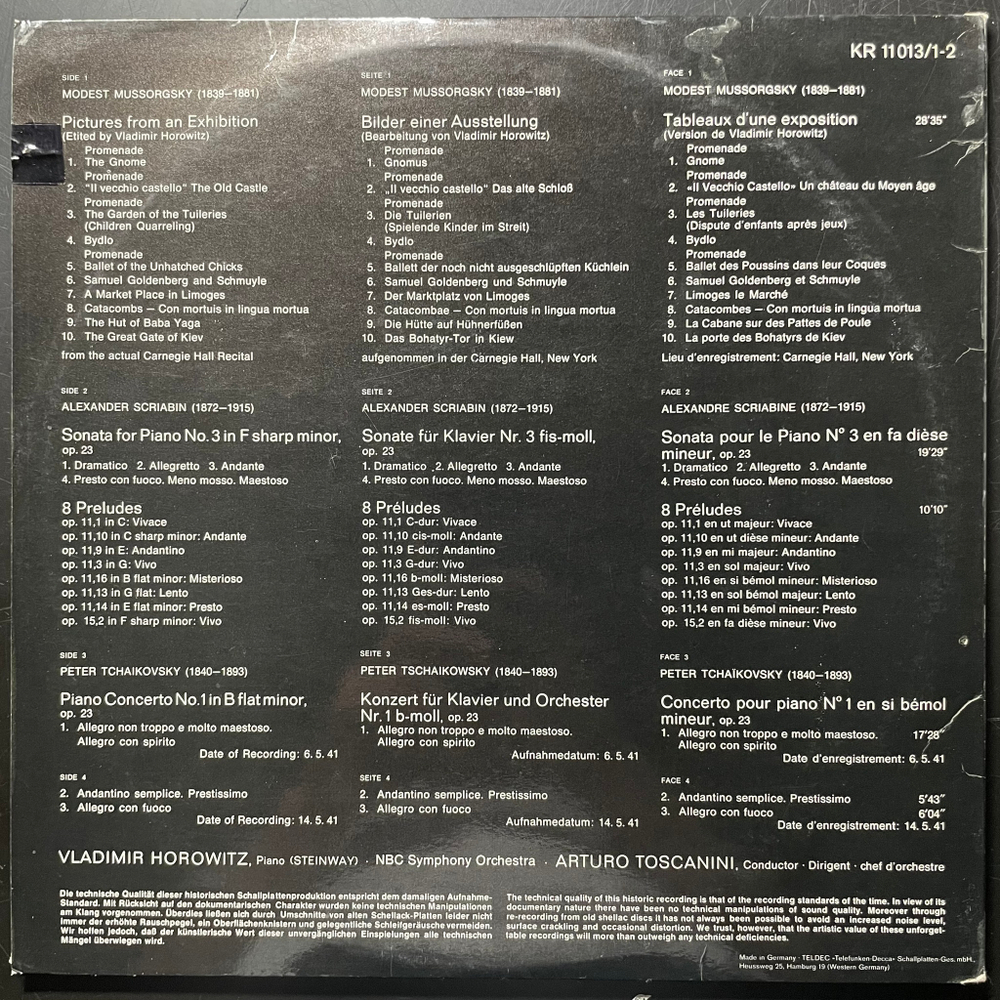 KR 11013/1-2
SIDE 1
MODEST MUSSORGSKY (1839—1881)
Pictures from an Exhibition
(Etited by Vladimir Horowitz)
Promenade
1. The Gnome
Promenade
2. "Il vecchio castello" The Old Castle
Promenade
3. The Garden of the Tuileries
(Children Quarreling)
4. Bydlo
Promenade
5. Ballet of the Unhatched Chicks
6. Samuel Goldenberg and Schmuyle
7. A Market Place in Limoges
8. Catacombs — Con mortuis in lingua mortua
9. The Hut of Baba Yaga
10. The Great Gate of Kiev
from the actual Carnegie Hall Recital
SIDE 2
ALEXANDER SCRIABIN (1872—1915)
Sonata for Piano No. 3 in F sharp minor,
op. 23
1. Dramatico 2. Allegretto 3. Andante
4. Presto con fuoco. Meno mosso. Maestoso
8 Preludes
op. 11,1 in C: Vivace
op. 11,10 in C sharp minor: Andante
op. 11,9 in E: Andantino
op. 11,3 in G: Vivo
op. 11,16 in B flat minor: Misterioso
op. 11,13 in G flat: Lento
op. 11,14 in E flat minor: Presto
op. 15,2 in F sharp minor: Vivo
SIDE 3
PETER TCHAIKOVSKY (1840—1893)
Piano Concerto No. 1 in B flat minor,
op. 23
1. Allegro non troppo e molto maestoso.
Allegro con spirito
Date of Recording: 6. 5. 41
SIDE 4
2. Andantino semplice. Prestissimo
3. Allegro con fuoco
Date of Recording: 14. 5. 41
SEITE 1
MODEST MUSSORGSKY (1839—1881)
Bilder einer Ausstellung
(Bearbeitung von Vladimir Horowitz)
Promenade
1. Gnomus
Promenade
2. „Il vecchio castello" Das alte Schloß
Promenade
3. Die Tuilerien
(Spielende Kinder im Streit)
4. Bydlo
Promenade
5. Ballett der noch nicht ausgeschlüpften Küchlein
6. Samuel Goldenberg und Schmuyle
7. Der Marktplatz von Limoges
8. Catacombae — Con mortuis in lingua mortua
9. Die Hütte auf Hühnerfüßen
10. Das Bohatyr-Tor in Kiew
aufgenommen in der Carnegie Hall, New York
SEITE 2
ALEXANDER SCRIABIN (1872—1915)
Sonate für Klavier Nr. 3 fis-moll,
op. 23
1. Dramatico 2. Allegretto 3. Andante
4. Presto con fuoco. Meno mosso. Maestoso
8 Préludes
op. 11,1 C-dur: Vivace
op. 11,10 cis-moll: Andante
op. 11,9 E-dur: Andantino
op. 11,3 G-dur: Vivo
op. 11,16 b-moll: Misterioso
op. 11,13 Ges-dur: Lento
op. 11,14 es-moll: Presto
op. 15,2 fis-moll: Vivo
SEITE 3
PETER TSCHAIKOWSKY (1840—1893)
Konzert für Klavier und Orchester
Nr. 1 b-moll, op. 23
1. Allegro non troppo e molto maestoso.
Allegro con spirito
Aufnahmedatum: 6. 5. 41
SEITE 4
2. Andantino semplice. Prestissimo
3. Allegro con fuoco
Aufnahmedatum: 14. 5. 41
FACE 1
MODEST MUSSORGSKY (1839—1881)
Tableaux d'une exposition 28'35"
(Version de Vladimir Horowitz)
Promenade
1. Gnome
Promenade
2. «Il Vecchio Castello» Un château du Moyen âge
Promenade
3. Les Tuileries
(Dispute d'enfants après jeux)
4. Bydlo
Promenade
5. Ballet des Poussins dans leur Coques
6. Samuel Goldenberg et Schmuyle
7. Limoges le Marché
8. Catacombes — Con mortuis in lingua mortua
9. La Cabane sur des Pattes de Poule
10. La porte des Bohatyrs de Kiev
Lieu d'enregistrement: Carnegie Hall, New York
FACE 2
ALEXANDRE SCRIABINE (1872—1915)
Sonata pour le Piano N° 3 en fa dièse
mineur, op. 23 19'29"
1. Dramatico 2. Allegretto 3. Andante
4. Presto con fuoco. Meno mosso. Maestoso
8 Préludes 10'10"
op. 11,1 en ut majeur: Vivace
op. 11,10 en ut dièse mineur: Andante
op. 11,9 en mi majeur: Andantino
op. 11,3 en sol majeur: Vivo
op. 11,16 en si bémol mineur: Misterioso
op. 11,13 en sol bémol majeur: Lento
op. 11,14 en mi bémol mineur: Presto
op. 15,2 en fa dièse mineur: Vivo
FACE 3
PETER TCHAÏKOVSKY (1840—1893)
Concerto pour piano N° 1 en si bémol
mineur, op. 23
1. Allegro non troppo e molto maestoso. 17'28"
Allegro con spirito
Date d'enregistrement: 6. 5. 41
FACE 4
2. Andantino semplice. Prestissimo 5'43"
3. Allegro con fuoco 6'04"
Date d'enregistrement: 14. 5. 41
VLADIMIR HOROWITZ, Piano (STEINWAY) · NBC Symphony Orchestra · ARTURO TOSCANINI, Conductor · Dirigent · chef d'orchestre
Die technische Qualität dieser historischen Schallplattenproduktion entspricht dem damaligen Aufnahme-
Standard. Mit Rücksicht auf den dokumentarischen Charakter wurden keine technischen Manipulationen
am Klang vorgenommen. Überdies ließen sich durch Umschnitte von alten Schellack-Platten leider nicht
immer der erhöhte Rauschpegel, ein Oberflächenknistern und gelegentliche Schleifgeräusche vermeiden.
Wir hoffen jedoch, daß der künstlerische Wert dieser unvergänglichen Einspielungen alle technischen
Mängel überwiegen wird.
The technical quality of this historic recording is that of the recording standards of the time. In view of its
documentary nature there have been no technical manipulations of sound quality. Moreover through
re-recording from old shellac discs it has not always been possible to avoid an increased noise level,
surface crackling and occasional distortion. We trust, however, that the artistic value of these unforget-
table recordings will more than outweigh any technical deficiencies.
Made in Germany · TELDEC »Telefunken-Decca« Schallplatten-Ges. mbH.,
Heussweg 25, Hamburg 19 (Western Germany)